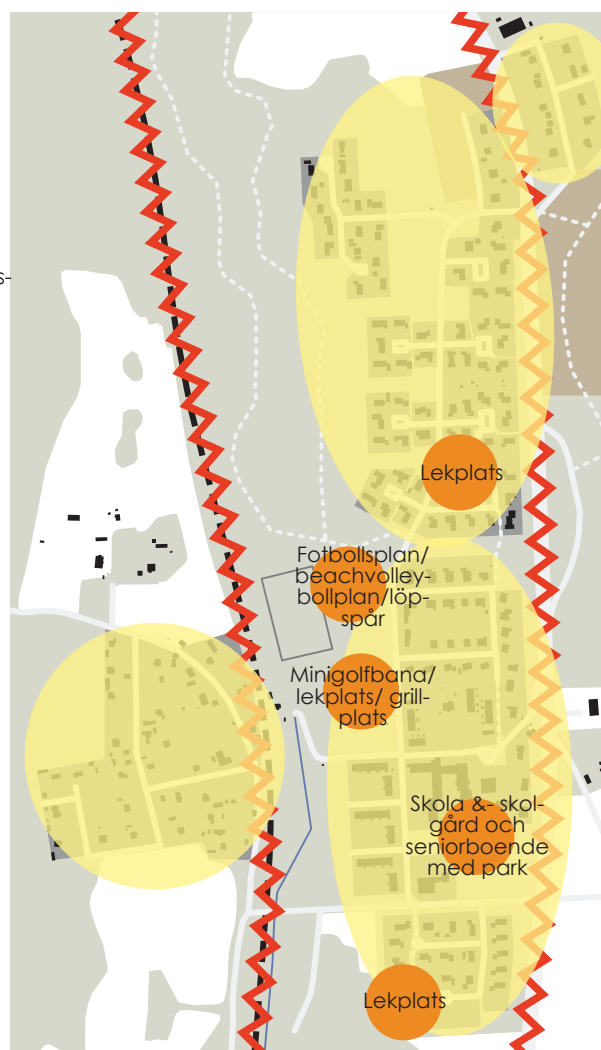 s-
Lekplats
Fotbollsplan/
beachvolley-
bollplan/löp-
spår
Minigolfbana/
lekplats/ grill-
plats
Skola &- skol-
gård och
seniorboende
med park
Lekplats